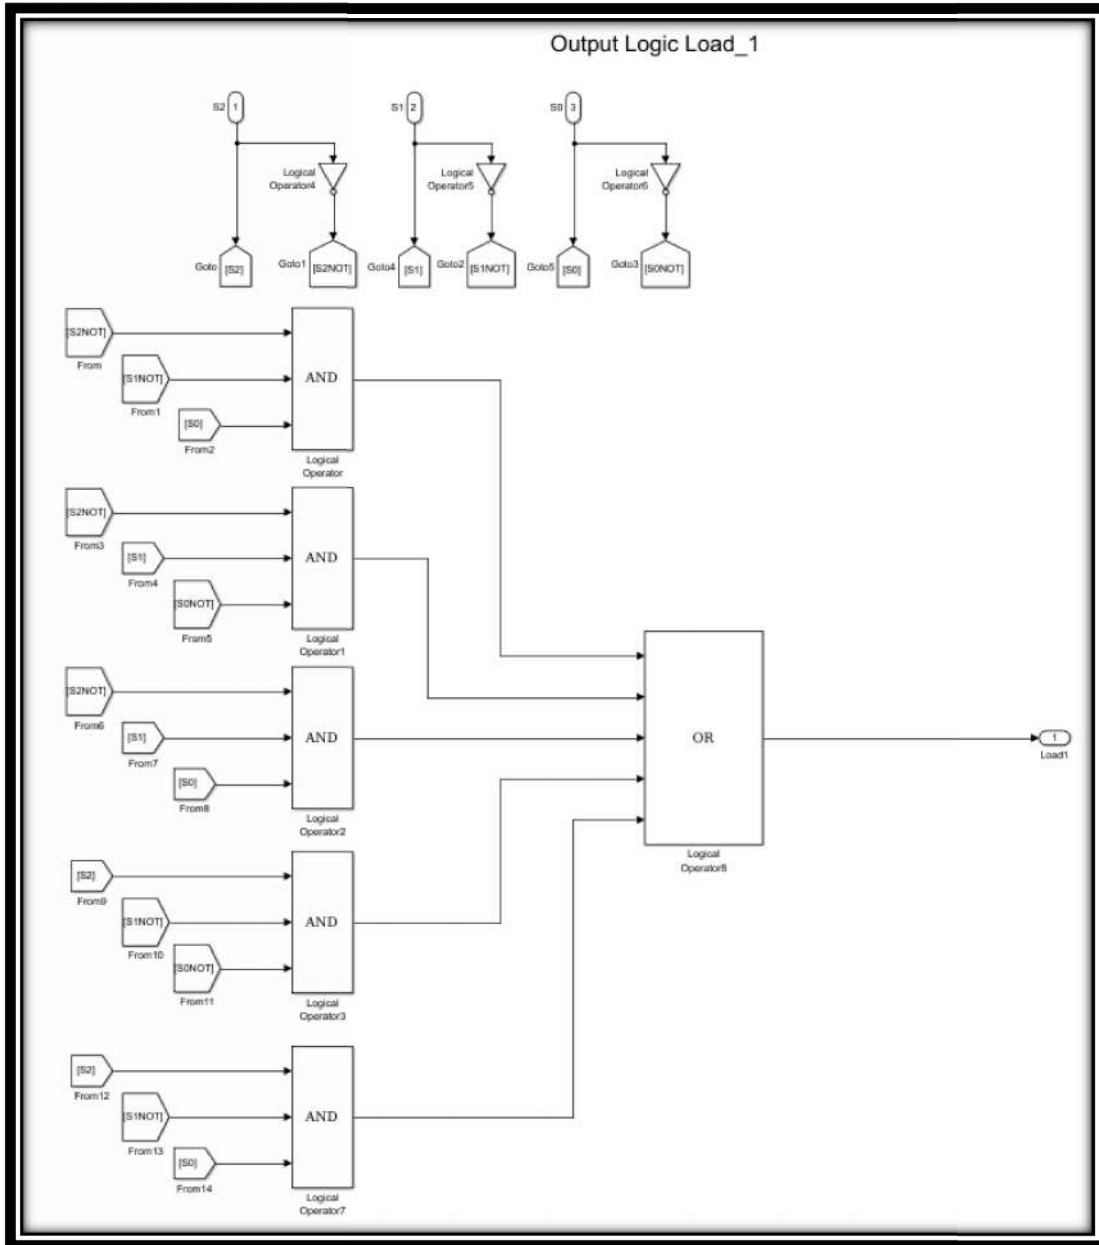 Output Logic Load_1
S2 1
S1 2
S0 3
Logical
Operator4
Logical
Operator5
Logical
Operator6
Goto [S2]
Goto1 [S2NOT]
Goto4 [S1]
Goto2 [S1NOT]
Goto5 [S0]
Goto3 [S0NOT]
[S2NOT]
From
[S1NOT]
From1
[S0]
From2
AND
Logical
Operator
[S2NOT]
From3
[S1]
From4
[S0NOT]
From5
AND
Logical
Operator1
[S2NOT]
From6
[S1]
From7
[S0]
From8
AND
Logical
Operator2
[S2]
From9
[S1NOT]
From10
[S0NOT]
From11
AND
Logical
Operator3
[S2]
From12
[S1NOT]
From13
[S0]
From14
AND
Logical
Operator7
OR
Logical
Operator8
1
Load1